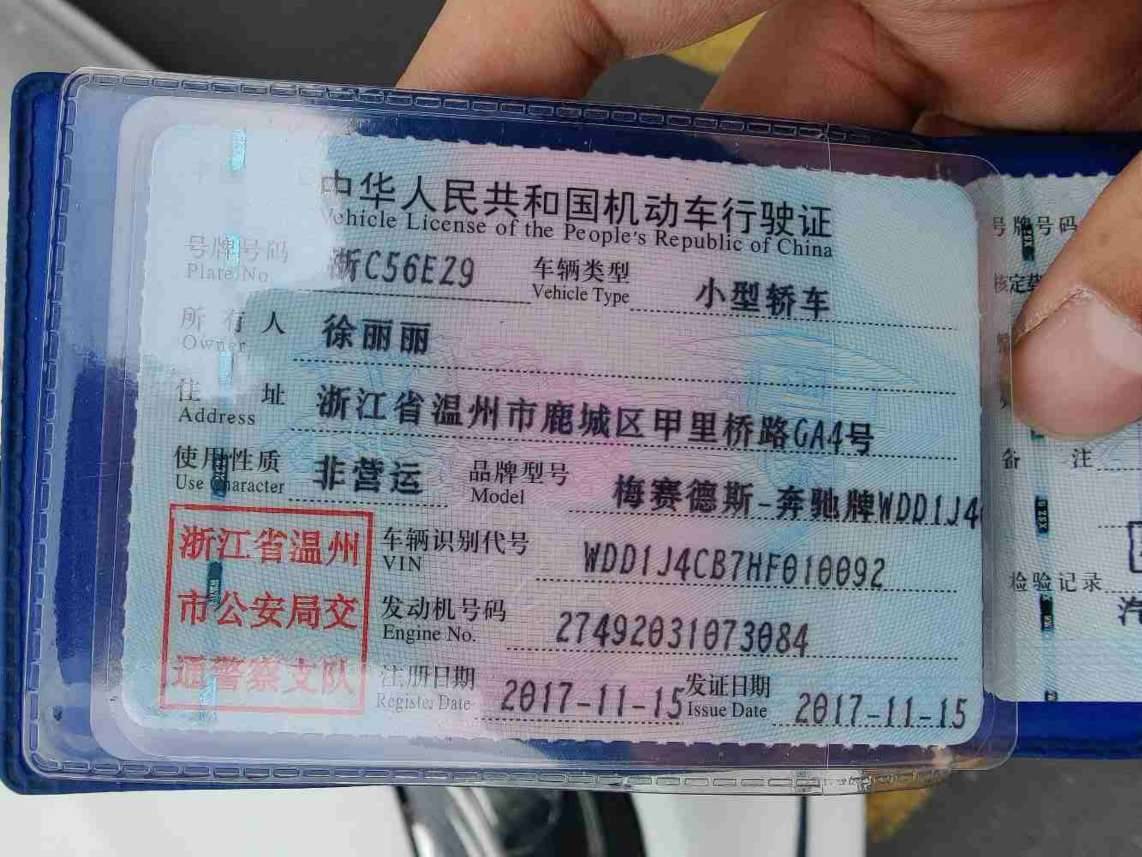 中华人民共和国机动车行驶证
Vehicle License of the People's Republic of China
号牌号码 浙C56EZ9 车辆类型 小型轿车
Plate No. Vehicle Type
所有人 徐丽丽
Owner
住址 浙江省温州市鹿城区甲里桥路GA4号
Address
使用性质 非营运 品牌型号 梅赛德斯-奔驰牌WDD1J4
Use Character Model
浙江省温州
市公安局交
通警察支队
车辆识别代号 WDD1J4CB7HF010092
VIN
发动机号码 27492031073084
Engine No.
注册日期 2017-11-15 发证日期 2017-11-15
Register Date Issue Date
号牌号码
核定载
备注
检验记录